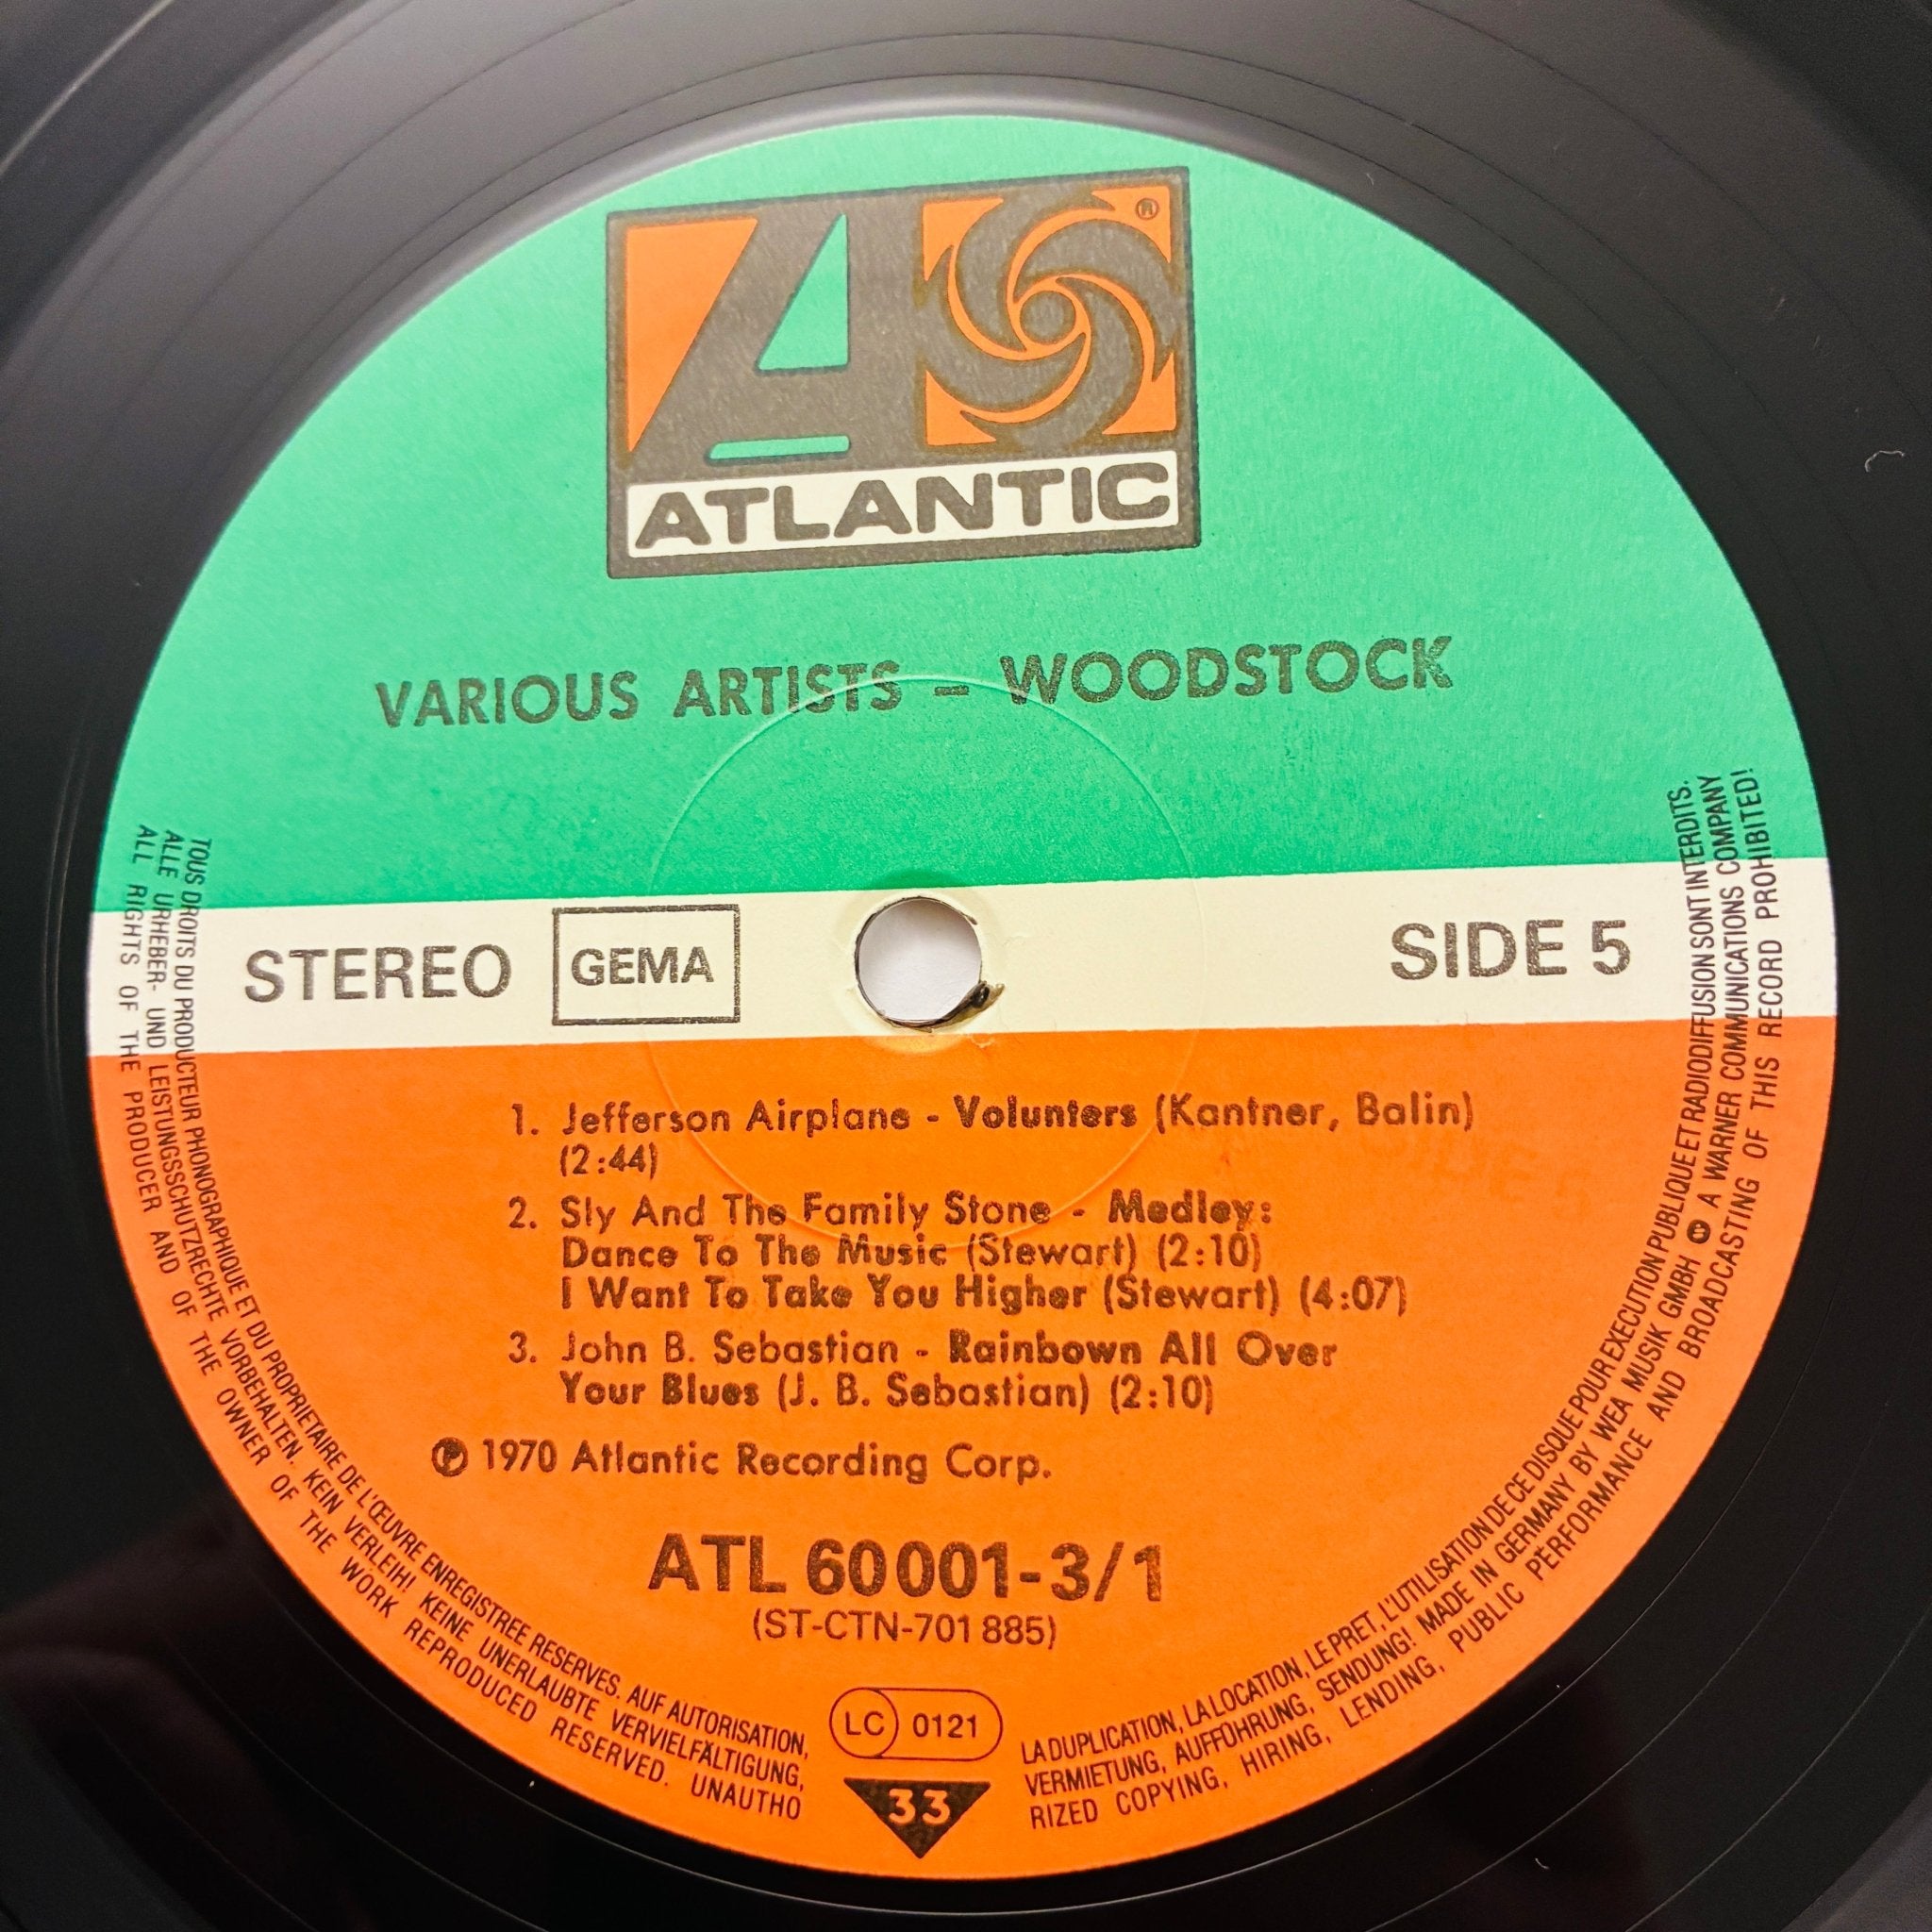 ATLANTIC
®
VARIOUS ARTISTS – WOODSTOCK
STEREO
GEMA
SIDE 5
1. Jefferson Airplane - Volunters (Kantner, Balin)
(2:44)
2. Sly And The Family Stone - Medley:
Dance To The Music (Stewart) (2:10)
I Want To Take You Higher (Stewart) (4:07)
3. John B. Sebastian - Rainbown All Over
Your Blues (J. B. Sebastian) (2:10)
Ⓟ 1970 Atlantic Recording Corp.
ATL 60 001-3/1
(ST-CTN-701 885)
LC 0121
33
TOUS DROITS DU PRODUCTEUR PHONOGRAPHIQUE ET DU PROPRIETAIRE DE L'ŒUVRE ENREGISTREE RESERVES. AUF AUTORISATION,
LA DUPLICATION, LA LOCATION, LE PRET, L'UTILISATION DE CE DISQUE POUR EXECUTION PUBLIQUE ET RADIODIFFUSION SONT INTERDITS.
ALLE URHEBER- UND LEISTUNGSSCHUTZRECHTE VORBEHALTEN. KEIN VERLEIH! KEINE UNERLAUBTE VERVIELFÄLTIGUNG,
VERMIETUNG, AUFFÜHRUNG, SENDUNG! MADE IN GERMANY BY WEA MUSIK GMBH A WARNER COMMUNICATIONS COMPANY
ALL RIGHTS OF THE PRODUCER AND OF THE OWNER OF THE WORK REPRODUCED RESERVED. UNAUTHO
RIZED COPYING, HIRING, LENDING, PUBLIC PERFORMANCE AND BROADCASTING OF THIS RECORD PROHIBITED!